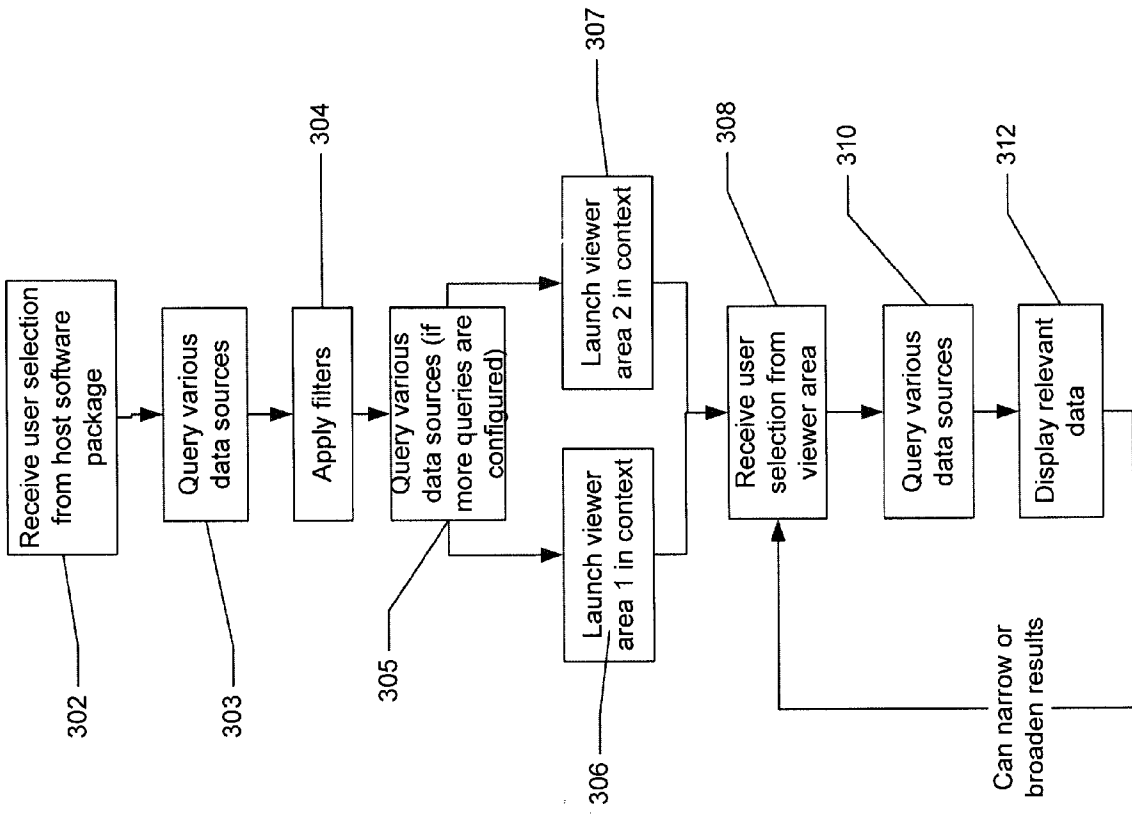 302
Receive user selection
from host software
package
303
Query various
data sources
304
Apply filters
305
Query various
data sources (if
more queries are
configured)
306
Launch viewer
area 1 in context
307
Launch viewer
area 2 in context
308
Receive user
selection from
viewer area
310
Query various
data sources
312
Display relevant
data
Can narrow or
broaden results